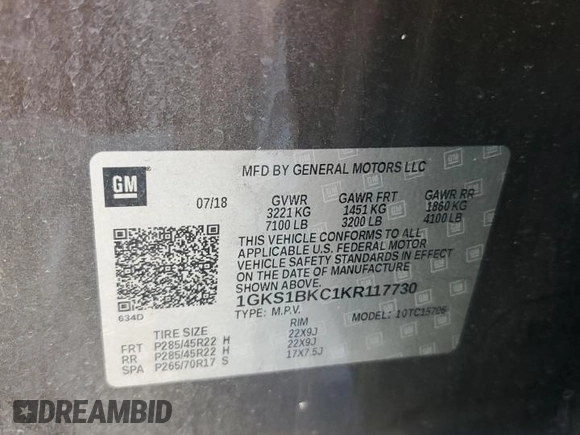 MFD BY GENERAL MOTORS LLC
GM
07/18
GVWR GAWR FRT GAWR RR
3221 KG 1451 KG 1860 KG
7100 LB 3200 LB 4100 LB
THIS VEHICLE CONFORMS TO ALL
APPLICABLE U.S. FEDERAL MOTOR
VEHICLE SAFETY STANDARDS IN EFFECT
ON THE DATE OF MANUFACTURE
SHOWN ABOVE.
1GKS1BKC1KR117730
TYPE: M.P.V. MODEL: 10TC15706
634D
TIRE SIZE RIM
FRT P285/45R22 H 22X9J
RR P285/45R22 H 22X9J
SPA P265/70R17 S 17X7.5J
DREAMBID